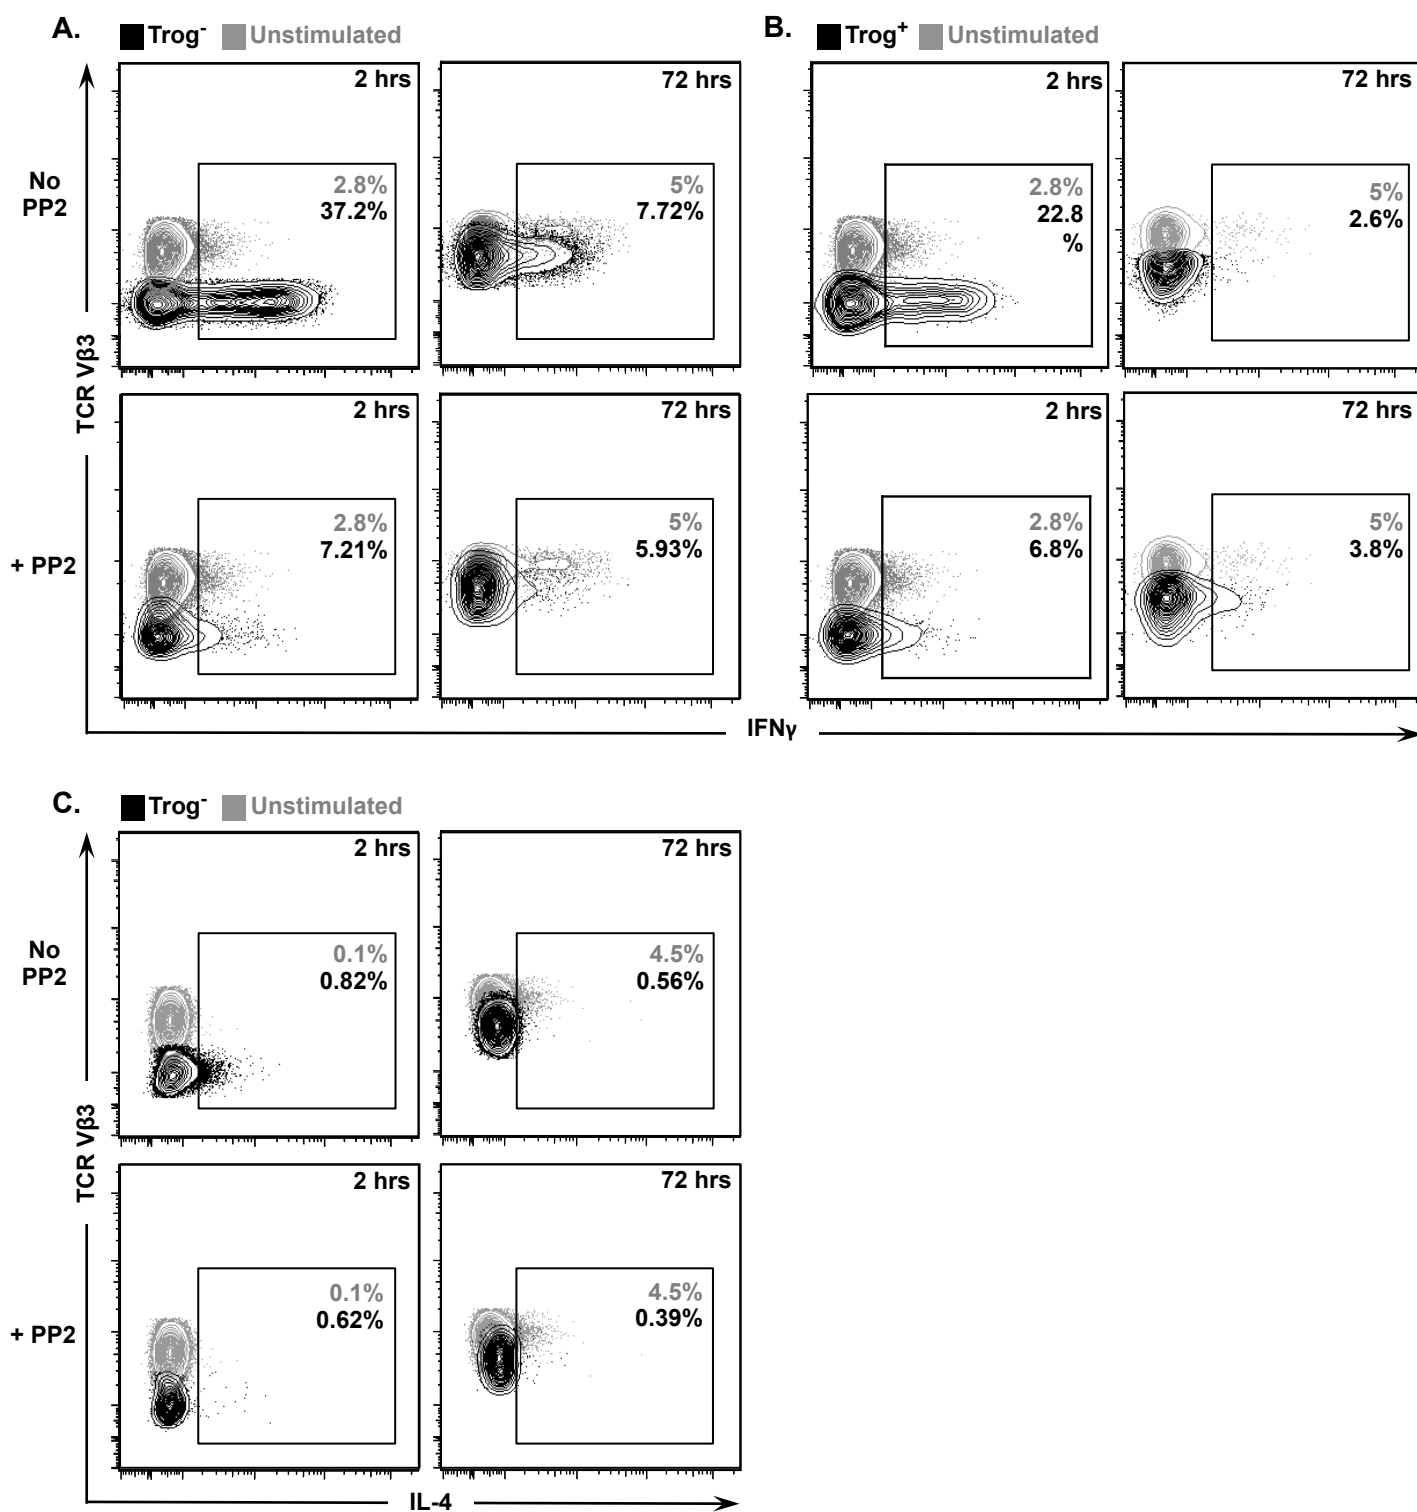 A.
Trog- Unstimulated
B.
Trog+ Unstimulated
2 hrs
72 hrs
2 hrs
72 hrs
No
PP2
2.8%
37.2%
5%
7.72%
2.8%
22.8
%
5%
2.6%
TCR Vβ3
2 hrs
72 hrs
2 hrs
72 hrs
+ PP2
2.8%
7.21%
5%
5.93%
2.8%
6.8%
5%
3.8%
IFNγ
C.
Trog- Unstimulated
2 hrs
72 hrs
No
PP2
0.1%
0.82%
4.5%
0.56%
TCR Vβ3
2 hrs
72 hrs
+ PP2
0.1%
0.62%
4.5%
0.39%
IL-4